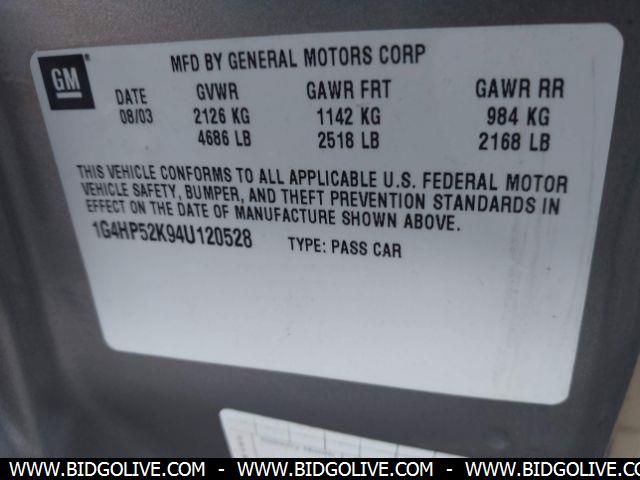 GM
MFD BY GENERAL MOTORS CORP
DATE GVWR GAWR FRT GAWR RR
08/03 2126 KG 1142 KG 984 KG
4686 LB 2518 LB 2168 LB
THIS VEHICLE CONFORMS TO ALL APPLICABLE U.S. FEDERAL MOTOR
VEHICLE SAFETY, BUMPER, AND THEFT PREVENTION STANDARDS IN
EFFECT ON THE DATE OF MANUFACTURE SHOWN ABOVE.
1G4HP52K94U120528 TYPE: PASS CAR
WWW.BIDGOLIVE.COM - WWW.BIDGOLIVE.COM - WWW.BIDGOLIVE.COM